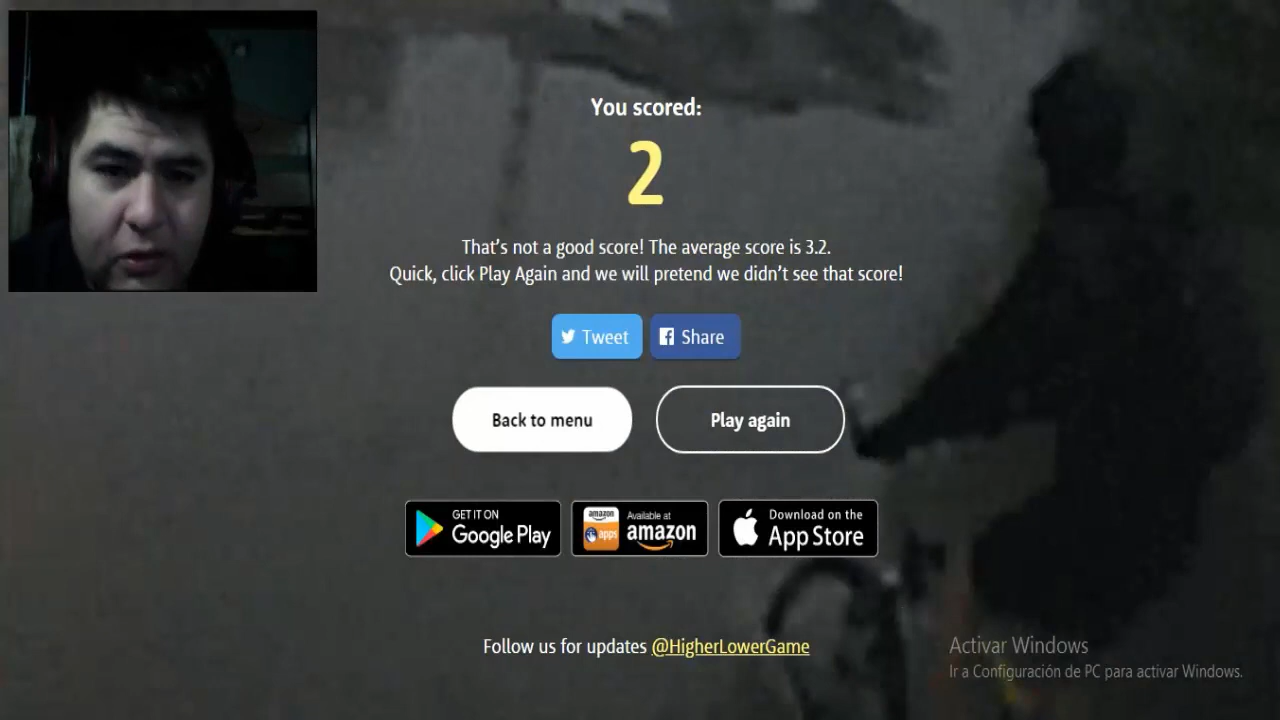 You scored:
2
That's not a good score! The average score is 3.2.
Quick, click Play Again and we will pretend we didn't see that score!
Tweet
Share
Back to menu
Play again
GET IT ON
Google Play
amazon
apps
Available at
amazon
Download on the
App Store
Follow us for updates @HigherLowerGame
Activar Windows
Ir a Configuración de PC para activar Windows.